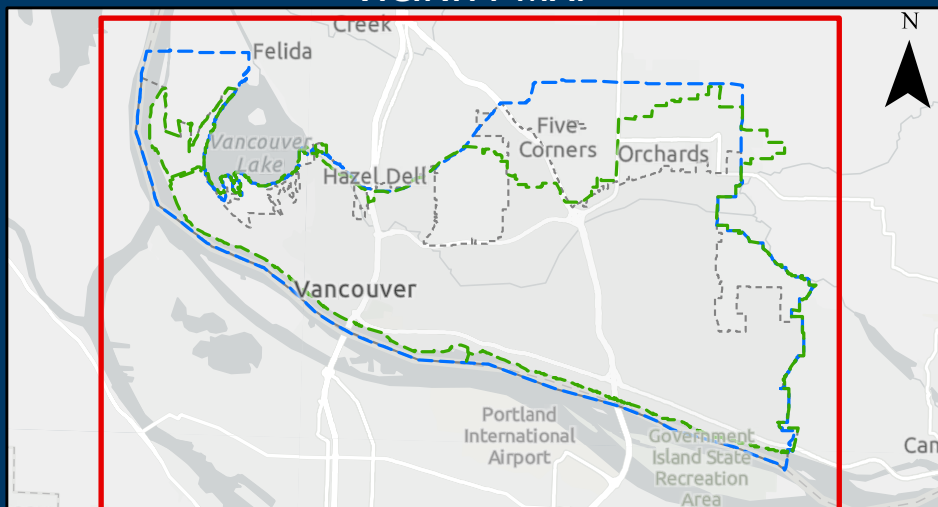 Creek
N
Felida
Vancouver
Lake
Five-
Corners
Orchards
Hazel Dell
Vancouver
Portland
International
Airport
Government
Island State
Recreation
Area